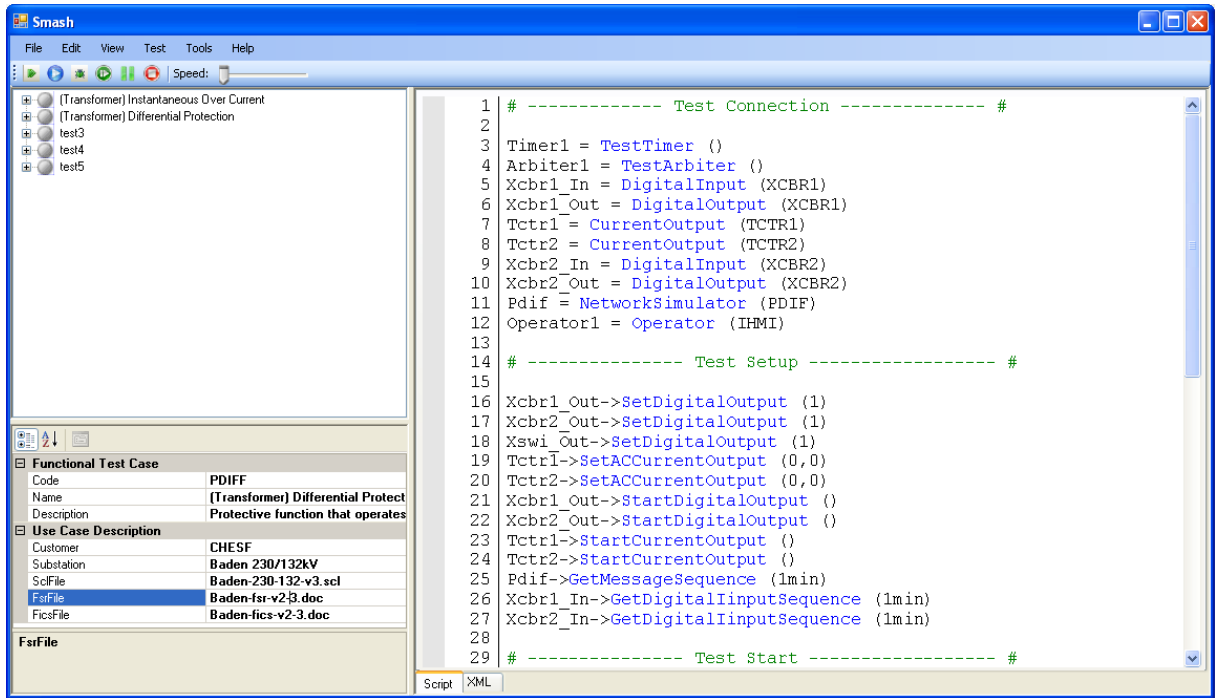 Smash
File Edit View Test Tools Help
Speed:
(Transformer) Instantaneous Over Current
(Transformer) Differential Protection
test3
test4
test5
Functional Test Case
Code PDIFF
Name (Transformer) Differential Protect
Description Protective function that operates
Use Case Description
Customer CHESF
Substation Baden 230/132kV
SclFile Baden-230-132-v3.scl
FsrFile Baden-fsr-v2-3.doc
FicsFile Baden-fics-v2-3.doc
FsrFile
1 # ------------- Test Connection -------------- #
2
3 Timer1 = TestTimer ()
4 Arbiter1 = TestArbiter ()
5 Xcbr1_In = DigitalInput (XCBR1)
6 Xcbr1_Out = DigitalOutput (XCBR1)
7 Tctr1 = CurrentOutput (TCTR1)
8 Tctr2 = CurrentOutput (TCTR2)
9 Xcbr2_In = DigitalInput (XCBR2)
10 Xcbr2_Out = DigitalOutput (XCBR2)
11 Pdif = NetworkSimulator (PDIF)
12 Operator1 = Operator (IHMI)
13
14 # --------------- Test Setup ------------------ #
15
16 Xcbr1_Out->SetDigitalOutput (1)
17 Xcbr2_Out->SetDigitalOutput (1)
18 Xswi_Out->SetDigitalOutput (1)
19 Tctr1->SetACCurrentOutput (0,0)
20 Tctr2->SetACCurrentOutput (0,0)
21 Xcbr1_Out->StartDigitalOutput ()
22 Xcbr2_Out->StartDigitalOutput ()
23 Tctr1->StartCurrentOutput ()
24 Tctr2->StartCurrentOutput ()
25 Pdif->GetMessageSequence (1min)
26 Xcbr1_In->GetDigitalIinputSequence (1min)
27 Xcbr2_In->GetDigitalIinputSequence (1min)
28
29 # --------------- Test Start ------------------ #
Script XML